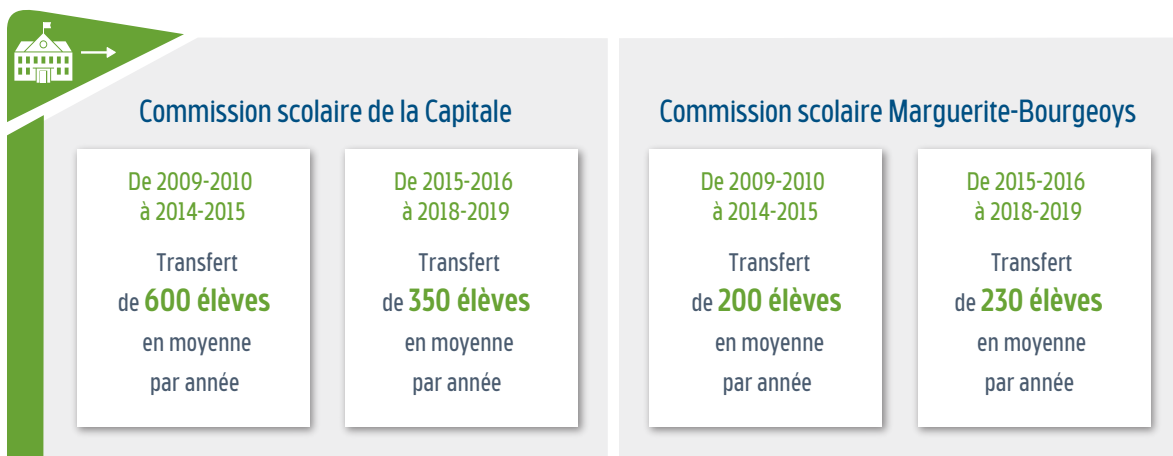 Commission scolaire de la Capitale
De 2009-2010
à 2014-2015
Transfert
de 600 élèves
en moyenne
par année
De 2015-2016
à 2018-2019
Transfert
de 350 élèves
en moyenne
par année
Commission scolaire Marguerite-Bourgeoys
De 2009-2010
à 2014-2015
Transfert
de 200 élèves
en moyenne
par année
De 2015-2016
à 2018-2019
Transfert
de 230 élèves
en moyenne
par année